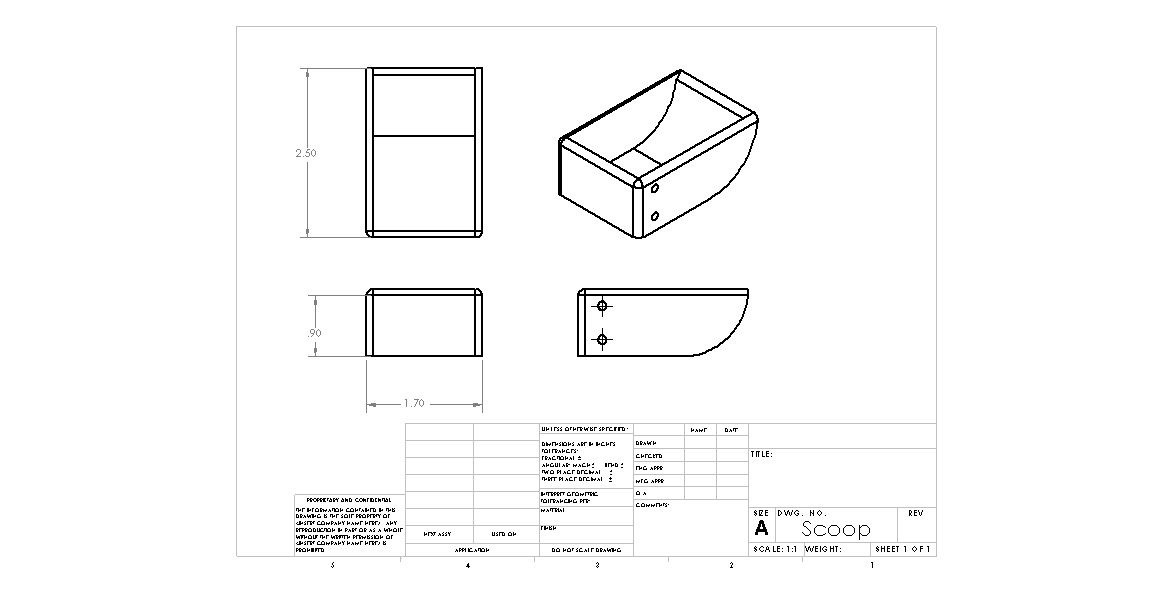 2.50
.90
1.70
UNLESS OTHERWISE SPECIFIED:
NAME DATE
DIMENSIONS ARE IN INCHES
TOLERANCES:
FRACTIONAL ±
ANGULAR: MACH ± BEND ±
TWO PLACE DECIMAL ±
THREE PLACE DECIMAL ±
DRAWN
CHECKED
ENG APPR.
MFG APPR.
INTERPRET GEOMETRIC
TOLERANCING PER:
Q.A.
MATERIAL
COMMENTS:
FINISH
TITLE:
PROPRIETARY AND CONFIDENTIAL
THE INFORMATION CONTAINED IN THIS
DRAWING IS THE SOLE PROPERTY OF
<INSERT COMPANY NAME HERE>. ANY
REPRODUCTION IN PART OR AS A WHOLE
WITHOUT THE WRITTEN PERMISSION OF
<INSERT COMPANY NAME HERE> IS
PROHIBITED.
NEXT ASSY USED ON
APPLICATION
DO NOT SCALE DRAWING
SIZE DWG. NO. REV
A Scoop
SCALE: 1:1 WEIGHT: SHEET 1 OF 1
5 4 3 2 1